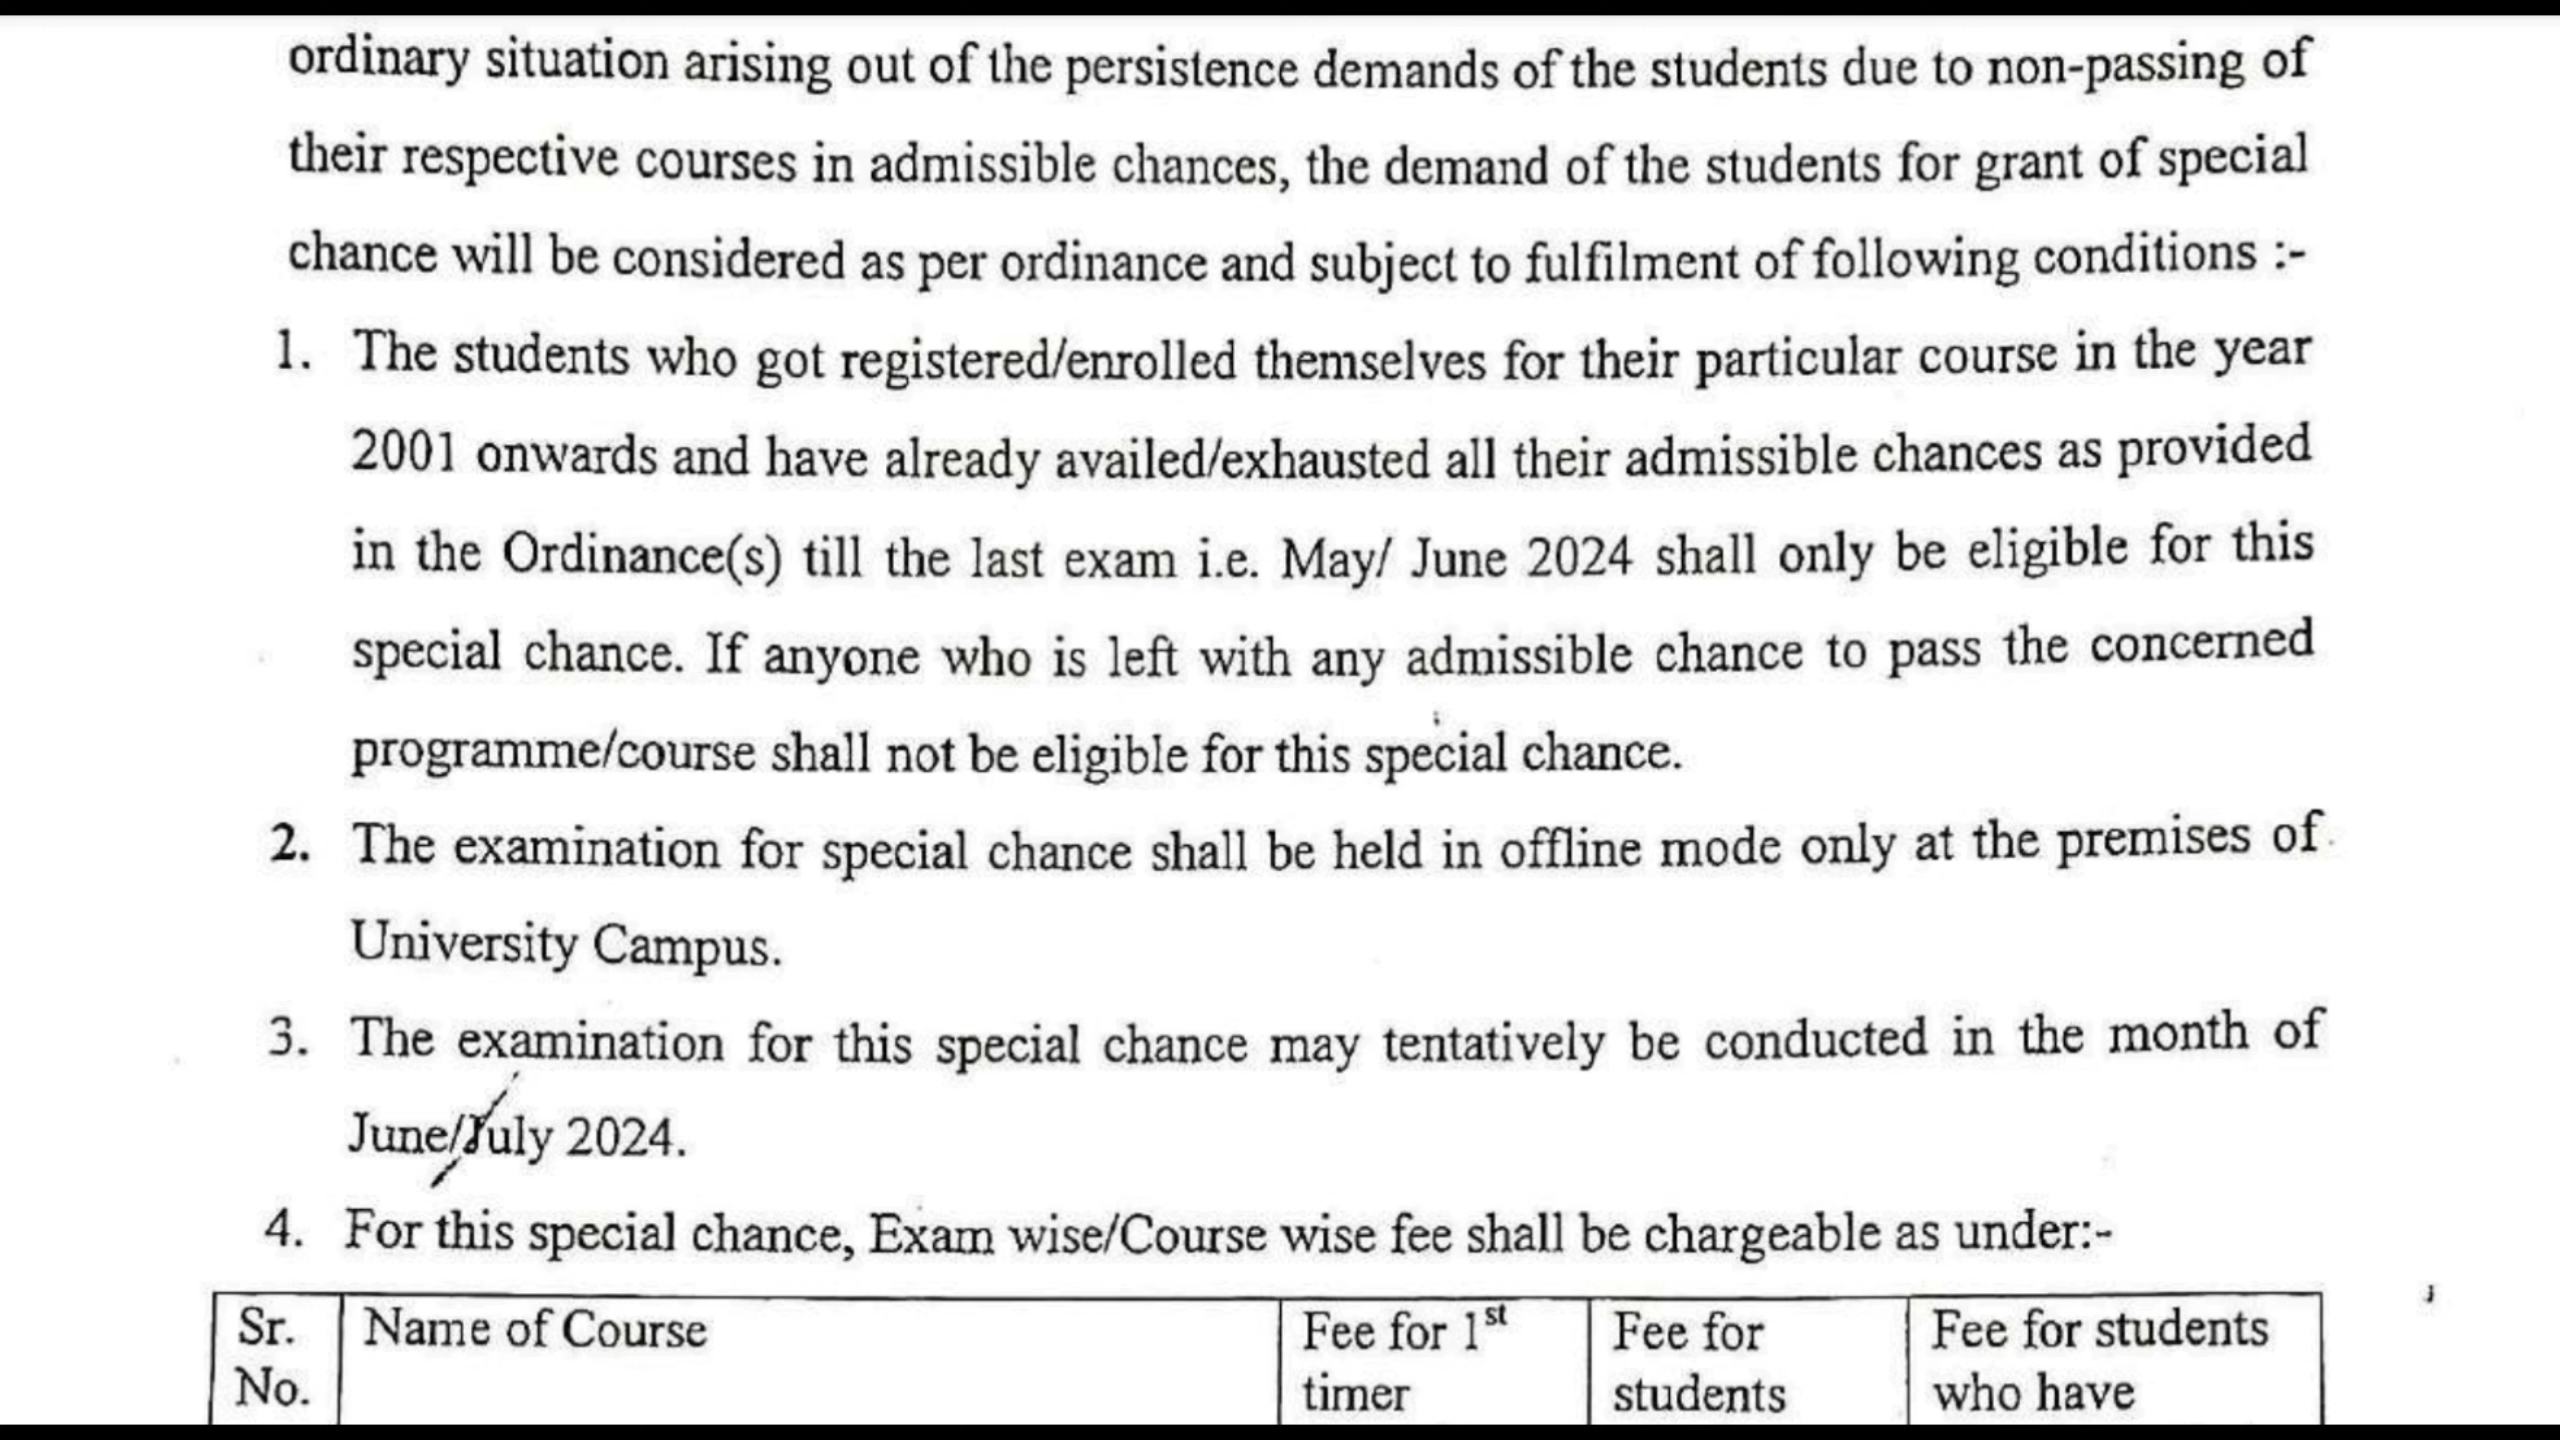 ordinary situation arising out of the persistence demands of the students due to non-passing of
their respective courses in admissible chances, the demand of the students for grant of special
chance will be considered as per ordinance and subject to fulfilment of following conditions :-
1. The students who got registered/enrolled themselves for their particular course in the year
2001 onwards and have already availed/exhausted all their admissible chances as provided
in the Ordinance(s) till the last exam i.e. May/ June 2024 shall only be eligible for this
special chance. If anyone who is left with any admissible chance to pass the concerned
programme/course shall not be eligible for this special chance.
2. The examination for special chance shall be held in offline mode only at the premises of
University Campus.
3. The examination for this special chance may tentatively be conducted in the month of
June/July 2024.
4. For this special chance, Exam wise/Course wise fee shall be chargeable as under:-
Sr. Name of Course Fee for 1st Fee for Fee for students
No. timer students who have